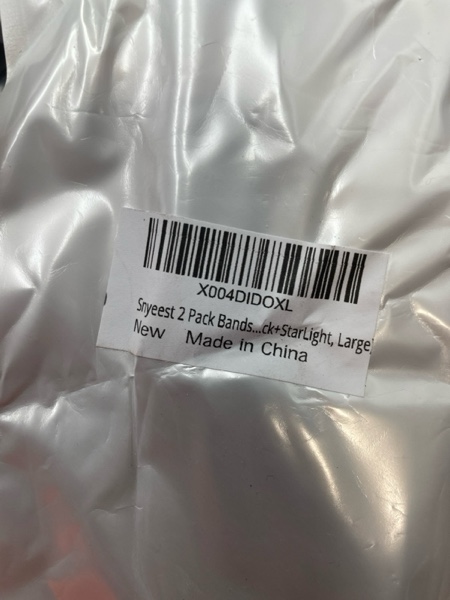 X004DIDOXL
Snyeest 2 Pack Bands...ck+StarLight, Large
New Made in China